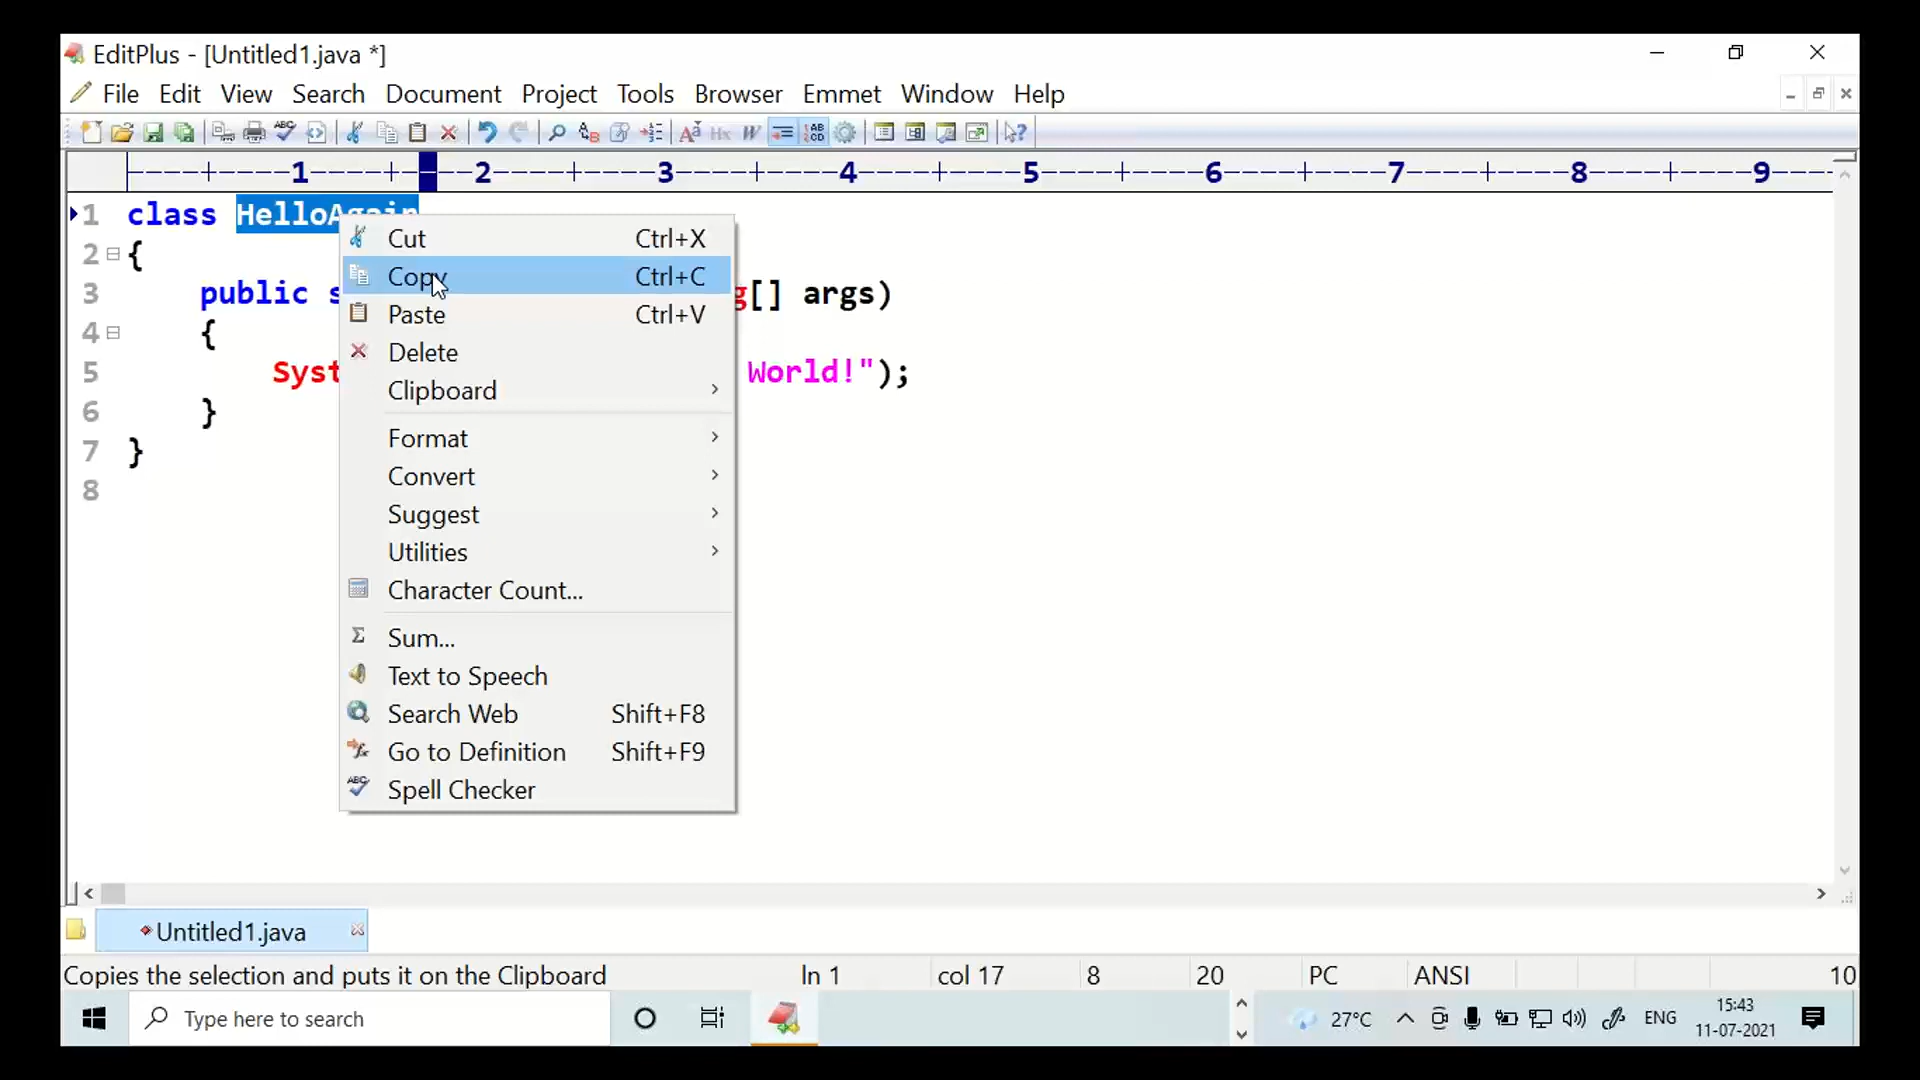 EditPlus - [Untitled1.java *]
File Edit View Search Document Project Tools Browser Emmet Window Help
----+----1----+----2----+----3----+----4----+----5----+----6----+----7----+----8----+----9----
1 class HelloAgain
2 {
3 public s g[] args)
4 {
5 Syst World!");
6 }
7 }
8
Cut Ctrl+X
Copy Ctrl+C
Paste Ctrl+V
Delete
Clipboard
Format
Convert
Suggest
Utilities
Character Count...
Sum...
Text to Speech
Search Web Shift+F8
Go to Definition Shift+F9
Spell Checker
Untitled1.java
Copies the selection and puts it on the Clipboard ln 1 col 17 8 20 PC ANSI 10
Type here to search 27°C ENG 15:43
11-07-2021